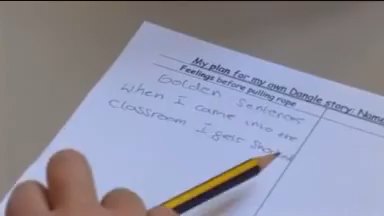 My plan for my own Dangle story: Name
Feelings before pulling rope
Golden Sentences
When I came into the
classroom I felt